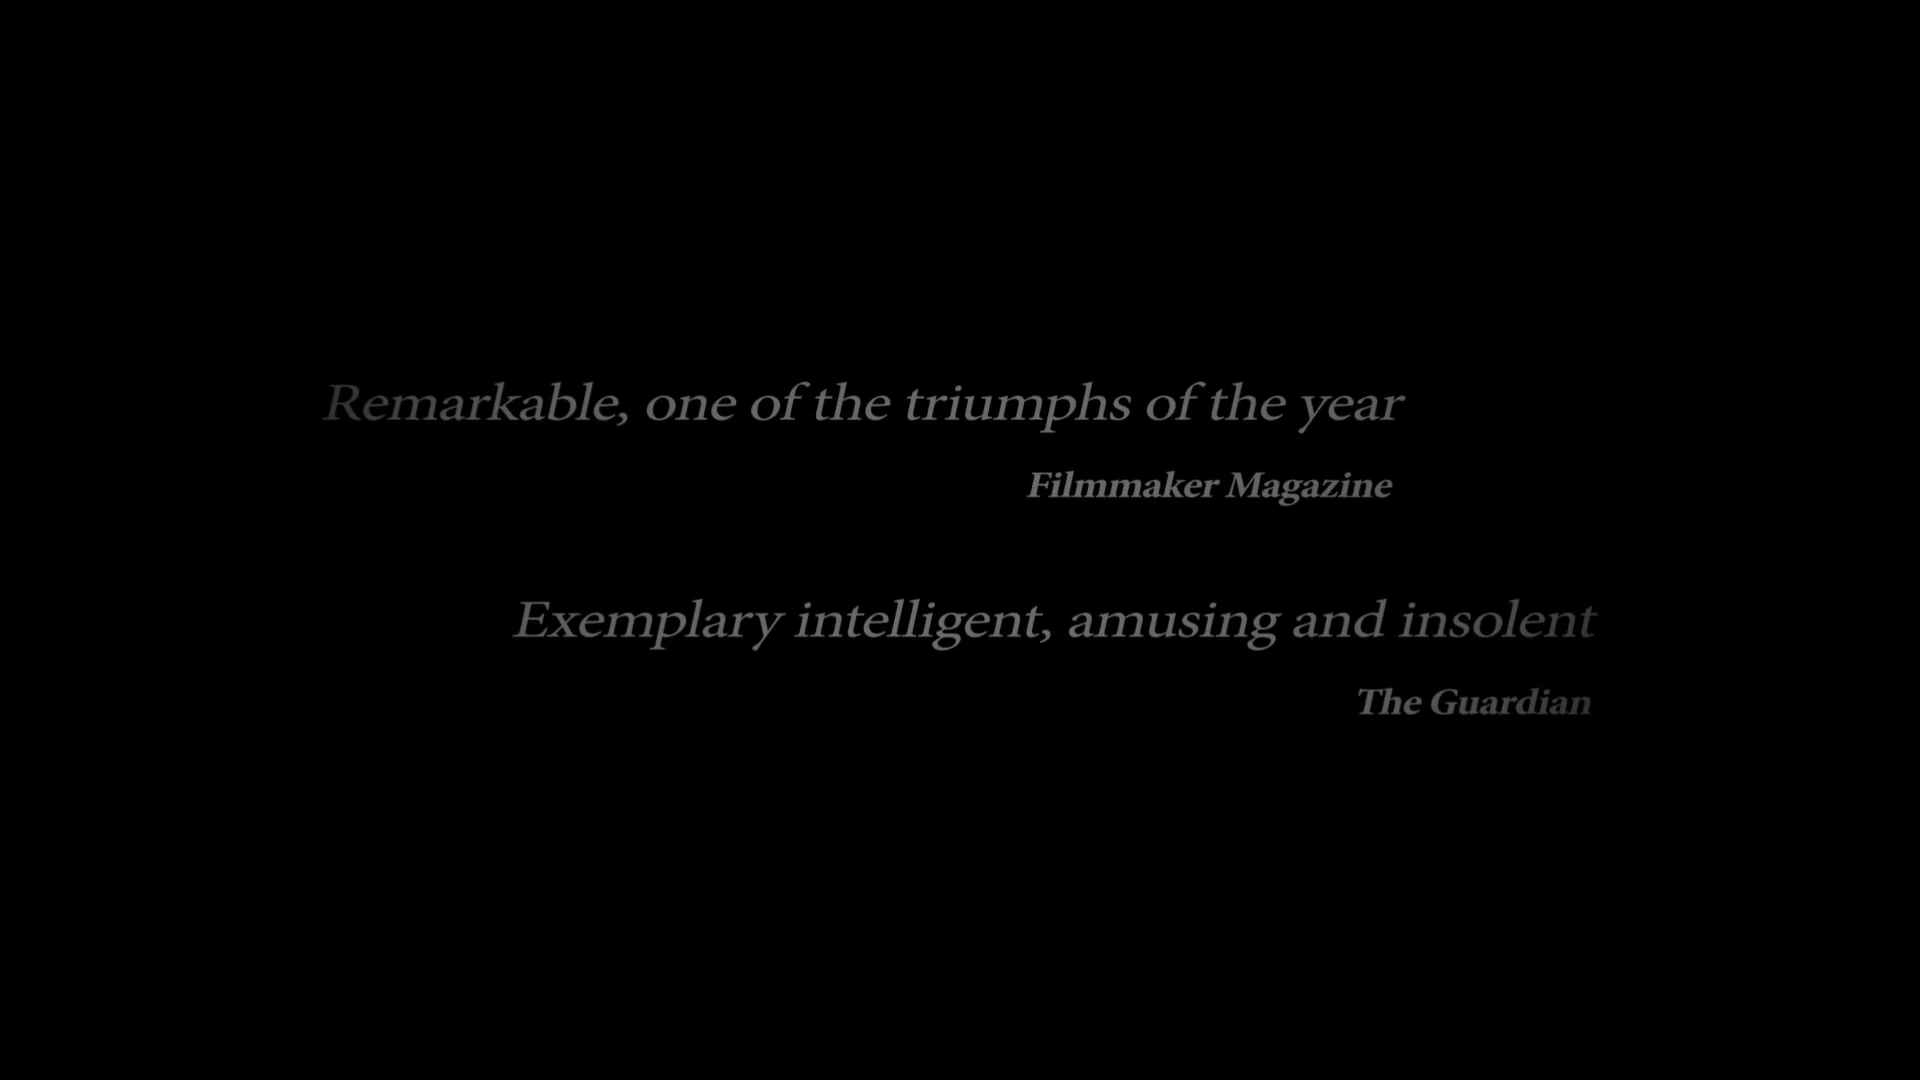 Remarkable, one of the triumphs of the year
Filmmaker Magazine
Exemplary intelligent, amusing and insolent
The Guardian